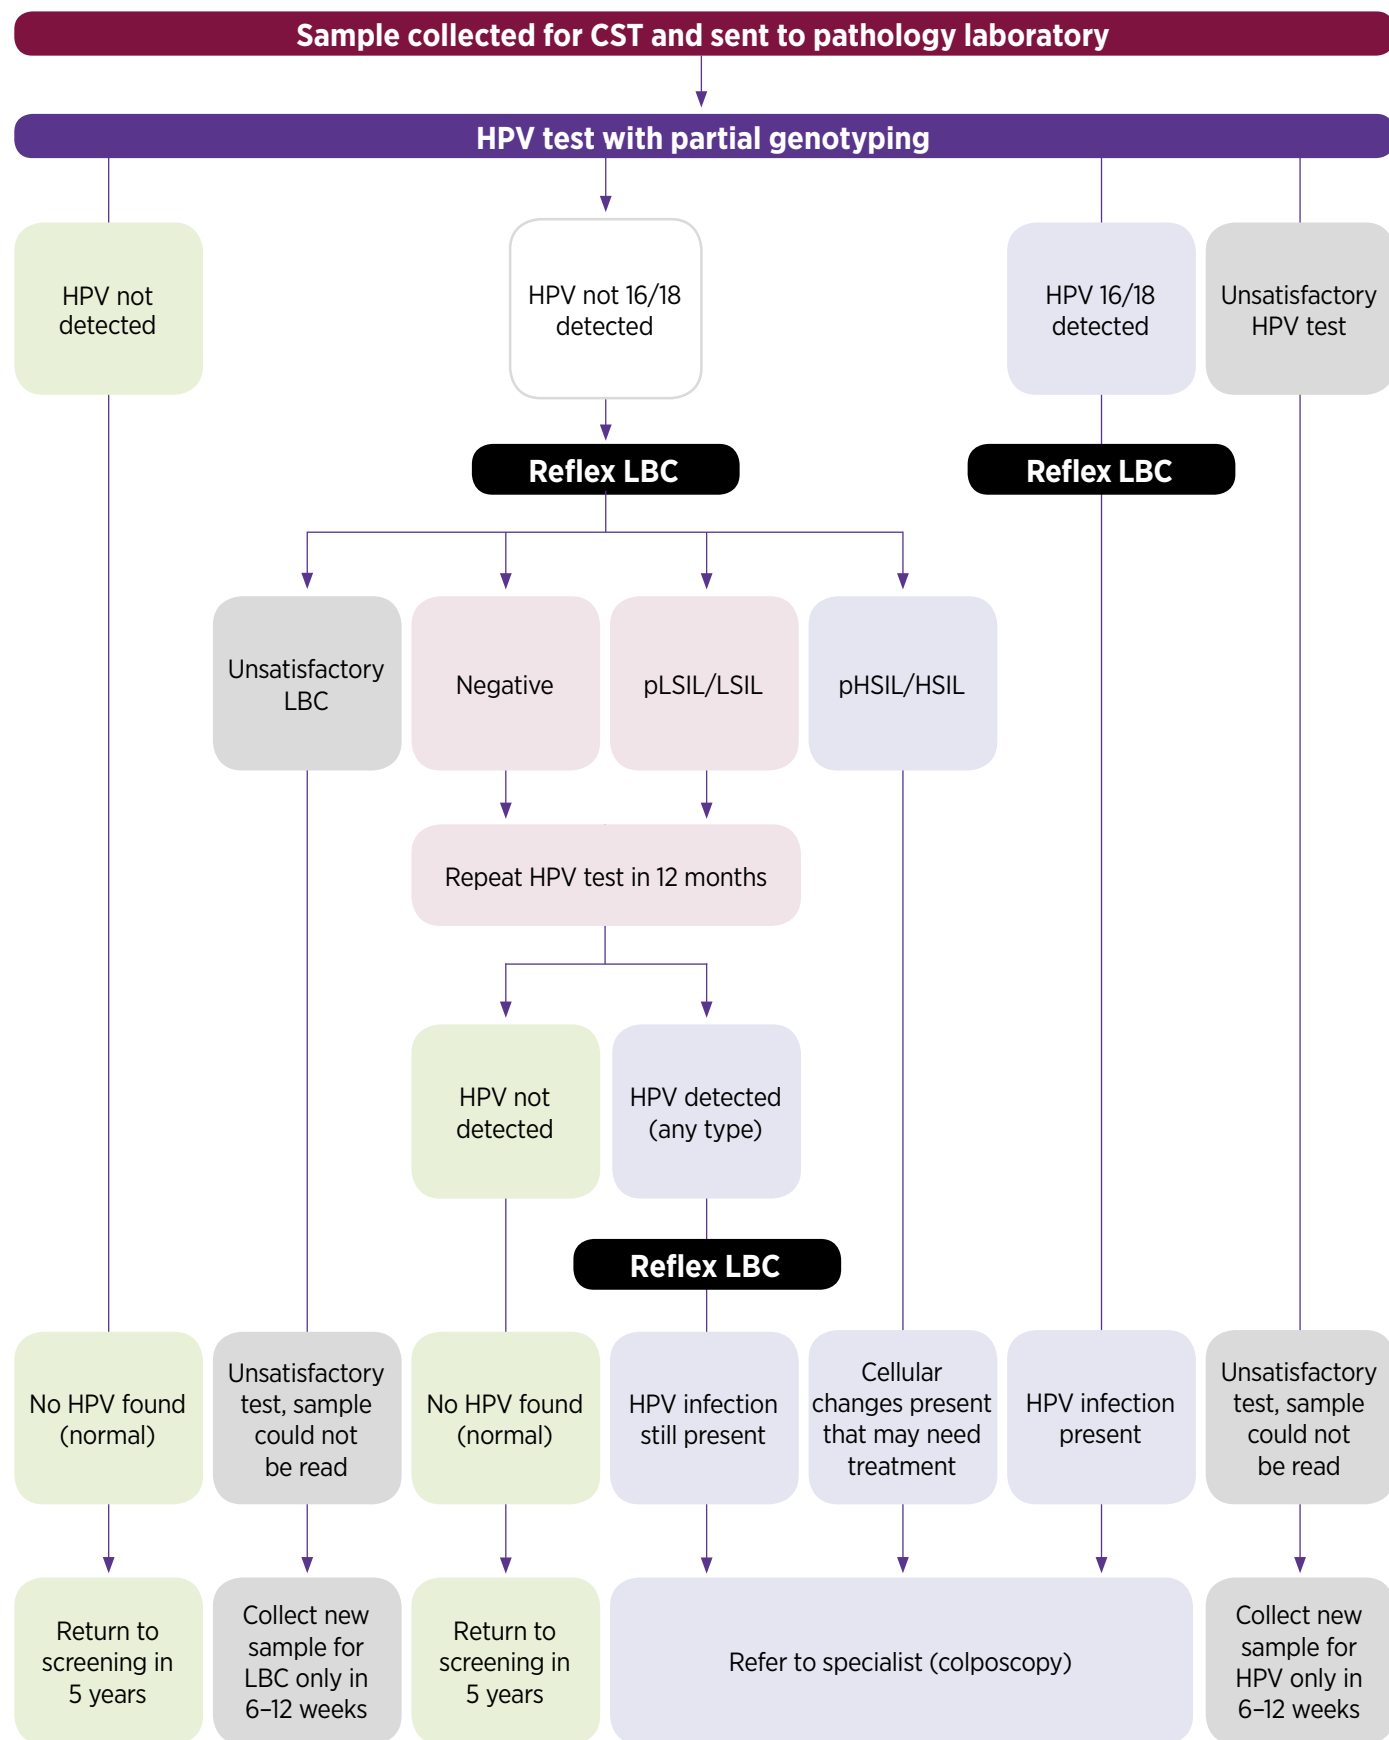 Sample collected for CST and sent to pathology laboratory
HPV test with partial genotyping
HPV not
detected
HPV not 16/18
detected
HPV 16/18
detected
Unsatisfactory
HPV test
Reflex LBC
Reflex LBC
Unsatisfactory
LBC
Negative
pLSIL/LSIL
pHSIL/HSIL
Repeat HPV test in 12 months
HPV not
detected
HPV detected
(any type)
Reflex LBC
No HPV found
(normal)
Unsatisfactory
test, sample
could not
be read
No HPV found
(normal)
HPV infection
still present
Cellular
changes present
that may need
treatment
HPV infection
present
Unsatisfactory
test, sample
could not
be read
Return to
screening in
5 years
Collect new
sample for
LBC only in
6–12 weeks
Return to
screening in
5 years
Refer to specialist (colposcopy)
Collect new
sample for
HPV only in
6–12 weeks